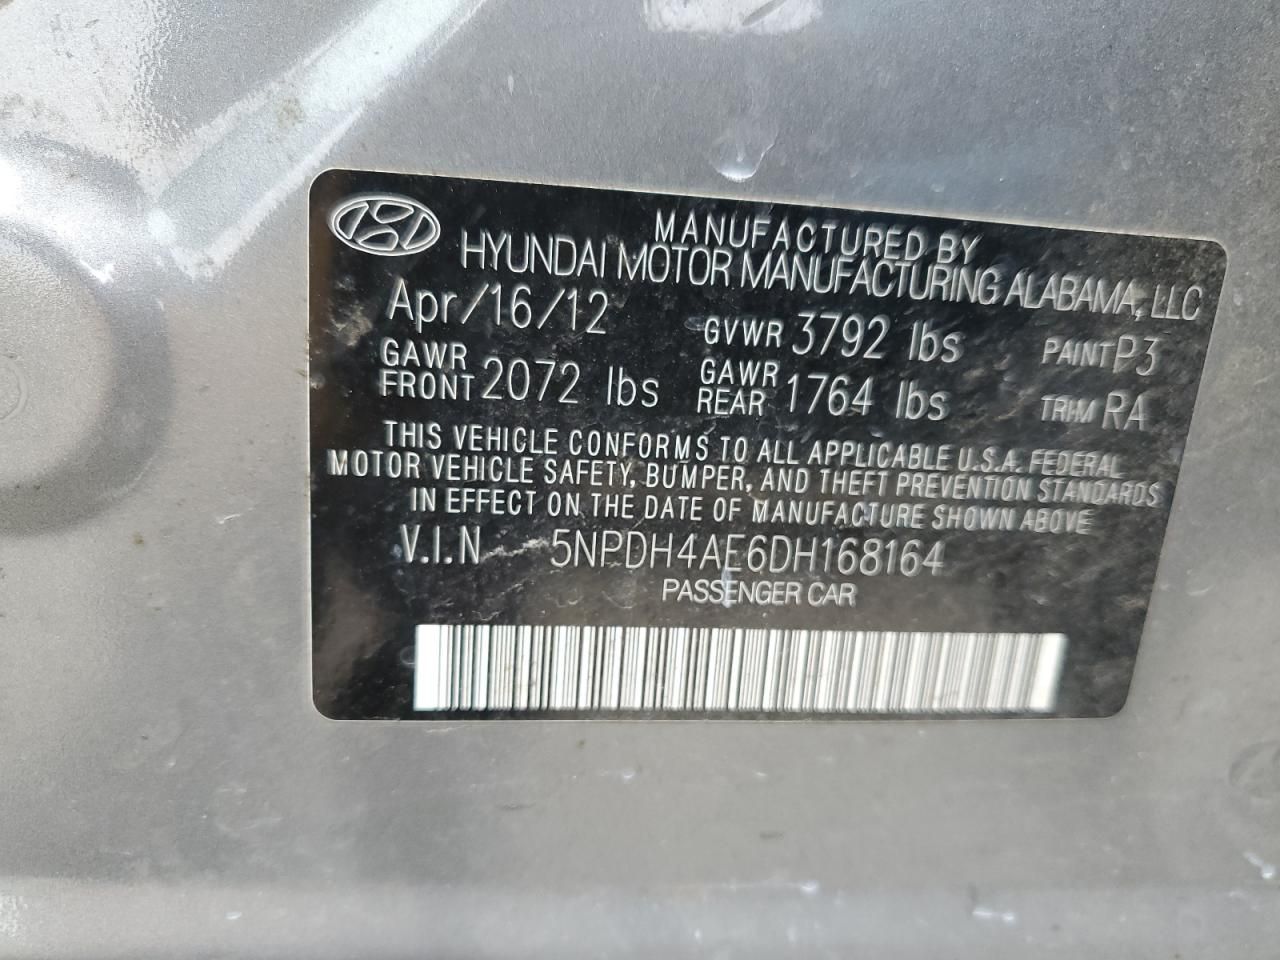 MANUFACTURED BY
HYUNDAI MOTOR MANUFACTURING ALABAMA, LLC
Apr/16/12 GVWR 3792 lbs PAINT P3
GAWR FRONT 2072 lbs GAWR REAR 1764 lbs TRIM RA
THIS VEHICLE CONFORMS TO ALL APPLICABLE U.S.A. FEDERAL
MOTOR VEHICLE SAFETY, BUMPER, AND THEFT PREVENTION STANDARDS
IN EFFECT ON THE DATE OF MANUFACTURE SHOWN ABOVE
V.I.N 5NPDH4AE6DH168164
PASSENGER CAR